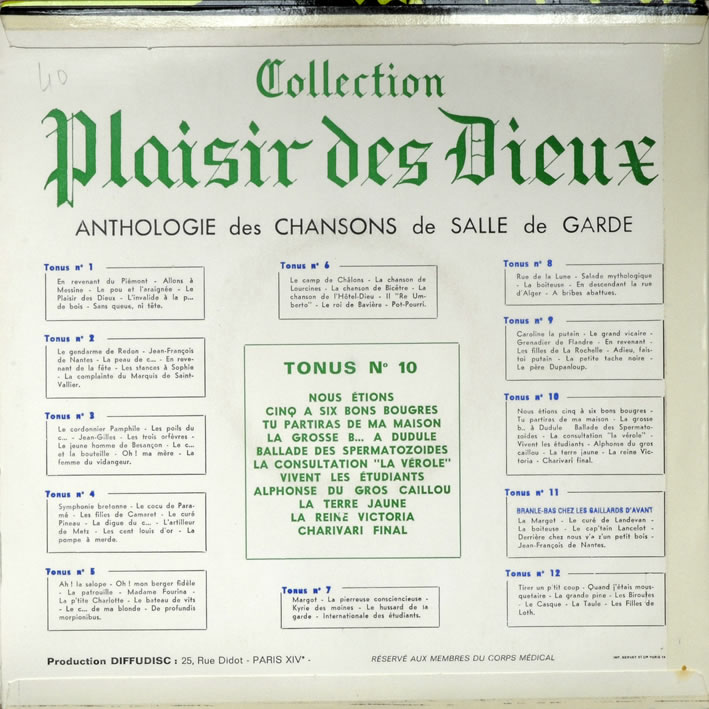 40
Collection
Plaisir des Dieux
ANTHOLOGIE des CHANSONS de SALLE de GARDE
Tonus n° 1
En revenant du Piémont - Allons à
Messine - Le pou et l'araignée - Le
Plaisir des Dieux - L'invalide à la p...
de bois - Sans queue, ni tête.
Tonus n° 2
Le gendarme de Redon - Jean-François
de Nantes - La peau de c... - En reve-
nant de la fête - Les stances à Sophie
- La complainte du Marquis de Saint-
Vallier.
Tonus n° 3
Le cordonnier Pamphile - Les poils du
c... - Jean-Gilles - Les trois orfèvres -
Le jeune homme de Besançon - Le c...
et la bouteille - Oh ! ma mère - La
femme du vidangeur.
Tonus n° 4
Symphonie bretonne - Le cocu de Para-
mé - Les filles de Camaret - Le curé
Pineau - La digue du c... - L'artilleur
de Metz - Les cent louis d'or - La
pompe à merde.
Tonus n° 5
Ah ! la salope - Oh ! mon berger fidèle
- La patrouille - Madame Fourina -
La p'tite Charlotte - Le bateau de vits
- Le c... de ma blonde - De profundis
morpionibus.
Tonus n° 6
Le camp de Châlons - La chanson de
Lourcines - La chanson de Bicêtre - La
chanson de l'Hôtel-Dieu - Il "Re Um-
berto" - Le roi de Bavière - Pot-Pourri.
TONUS N° 10
NOUS ÉTIONS
CINQ A SIX BONS BOUGRES
TU PARTIRAS DE MA MAISON
LA GROSSE B... A DUDULE
BALLADE DES SPERMATOZOIDES
LA CONSULTATION "LA VÉROLE"
VIVENT LES ÉTUDIANTS
ALPHONSE DU GROS CAILLOU
LA TERRE JAUNE
LA REINE VICTORIA
CHARIVARI FINAL
Tonus n° 7
Margot - La pierreuse consciencieuse -
Kyrie des moines - Le hussard de la
garde - Internationale des étudiants.
Tonus n° 8
Rue de la Lune - Salade mythologique
- La boiteuse - En descendant la rue
d'Alger - A bribes abattues.
Tonus n° 9
Caroline la putain - Le grand vicaire -
Grenadier de Flandre - En revenant -
Les filles de La Rochelle - Adieu, fais-
toi putain - La petite tache noire -
Le père Dupanloup.
Tonus n° 10
Nous étions cinq à six bons bougres -
Tu partiras de ma maison - La grosse
b.. à Dudule Ballade des Spermato-
zoïdes - La consultation "la vérole" -
Vivent les étudiants - Alphonse du gros
caillou - La terre jaune - La reine Vic-
toria - Charivari final.
Tonus n° 11
BRANLE-BAS CHEZ LES GAILLARDS D'AVANT
La Margot - Le curé de Landevan -
La boiteuse - Le cap'tain Lancelot -
Derrière chez nous y'a z'un petit bois -
Jean-François de Nantes.
Tonus n° 12
Tirer un p'tit coup - Quand j'étais mous-
quetaire - La grande pine - Les Biroutes
- Le Casque - La Taule - Les Filles de
Loth.
Production DIFFUDISC : 25, Rue Didot - PARIS XIVe -
RÉSERVÉ AUX MEMBRES DU CORPS MÉDICAL